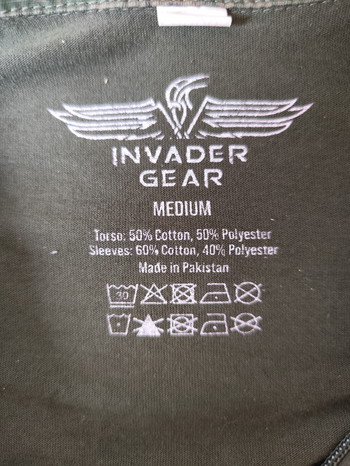 INVADER
GEAR
MEDIUM
Torso: 50% Cotton, 50% Polyester
Sleeves: 60% Cotton, 40% Polyester
Made in Pakistan
30